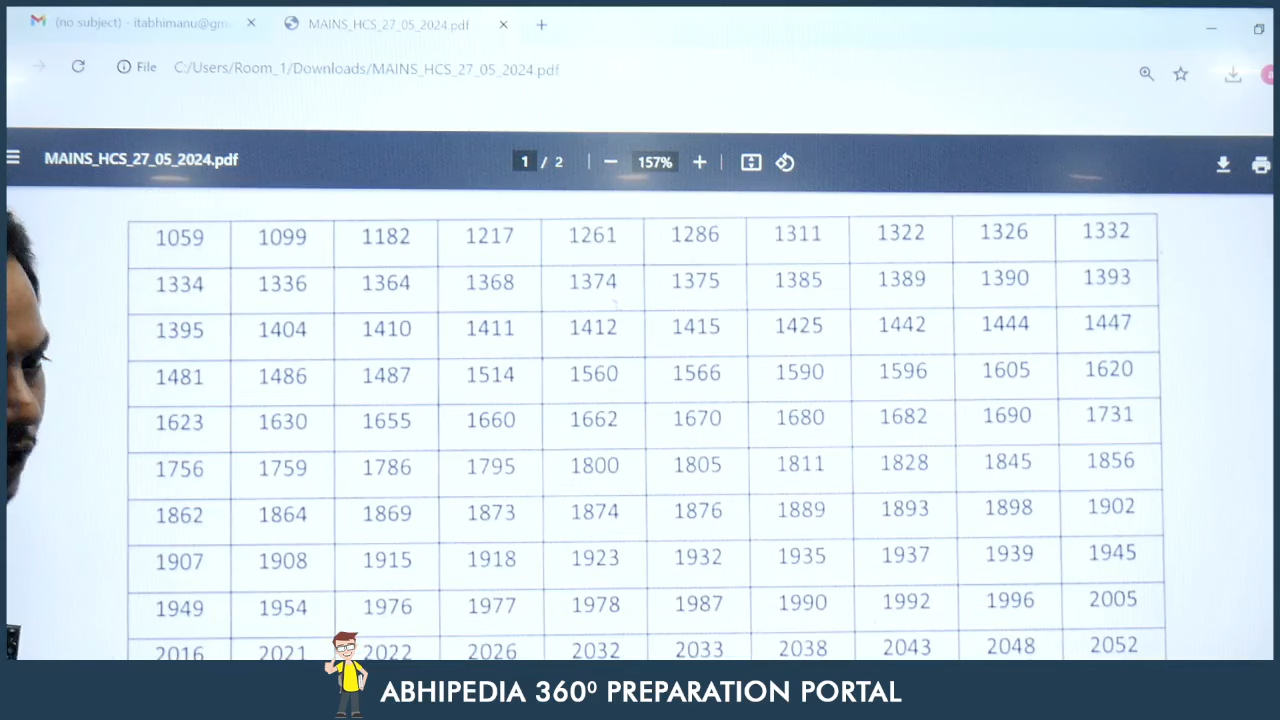 (no subject) - itabhimanu@gm
MAINS_HCS_27_05_2024.pdf
File C:/Users/Room_1/Downloads/MAINS_HCS_27_05_2024.pdf
MAINS_HCS_27_05_2024.pdf 1 / 2 157%
1059 1099 1182 1217 1261 1286 1311 1322 1326 1332
1334 1336 1364 1368 1374 1375 1385 1389 1390 1393
1395 1404 1410 1411 1412 1415 1425 1442 1444 1447
1481 1486 1487 1514 1560 1566 1590 1596 1605 1620
1623 1630 1655 1660 1662 1670 1680 1682 1690 1731
1756 1759 1786 1795 1800 1805 1811 1828 1845 1856
1862 1864 1869 1873 1874 1876 1889 1893 1898 1902
1907 1908 1915 1918 1923 1932 1935 1937 1939 1945
1949 1954 1976 1977 1978 1987 1990 1992 1996 2005
2016 2021 2022 2026 2032 2033 2038 2043 2048 2052
ABHIPEDIA 360⁰ PREPARATION PORTAL